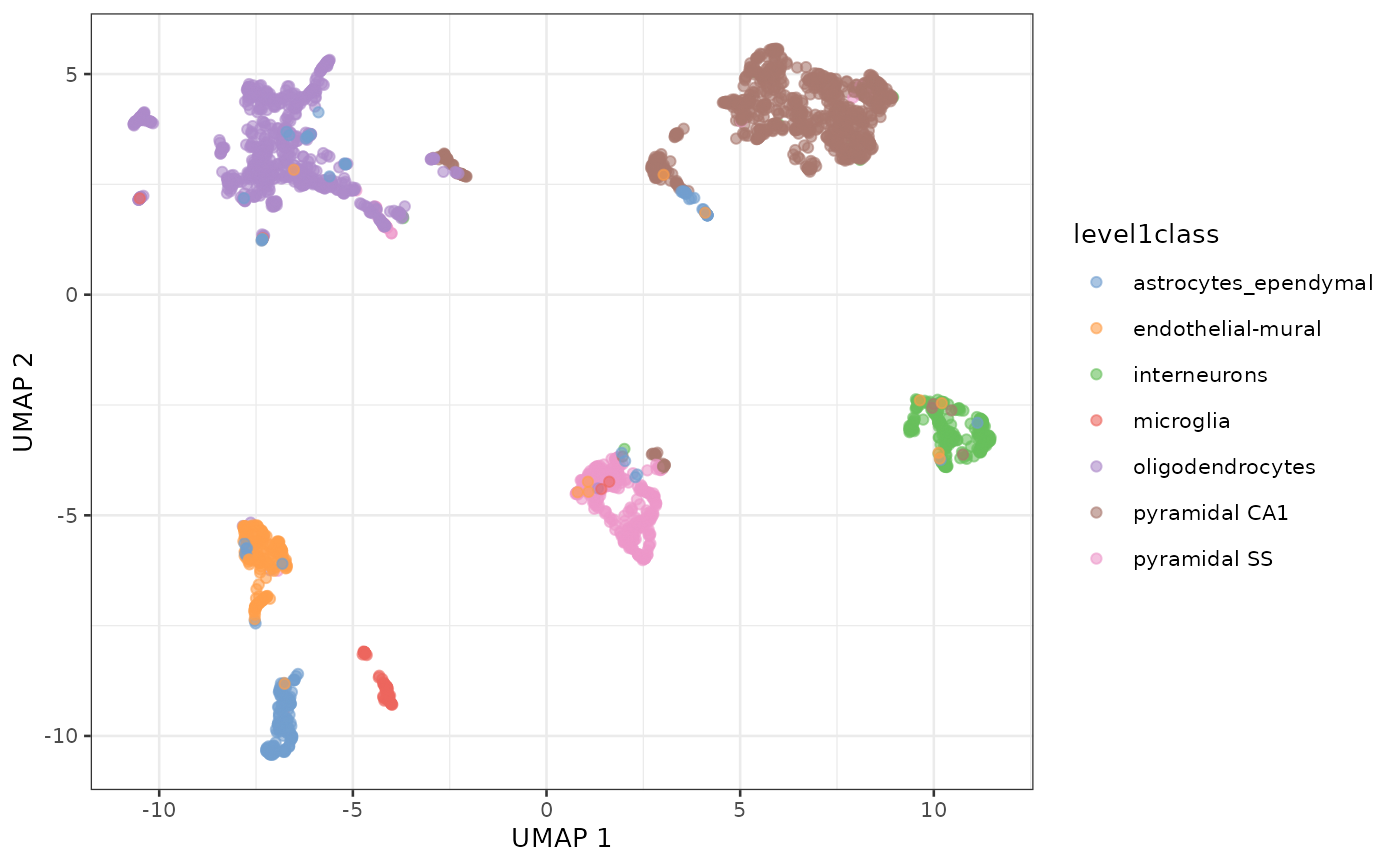 5
0
-5
-10
UMAP 2
-10
-5
0
5
10
UMAP 1
level1class
astrocytes_ependymal
endothelial-mural
interneurons
microglia
oligodendrocytes
pyramidal CA1
pyramidal SS